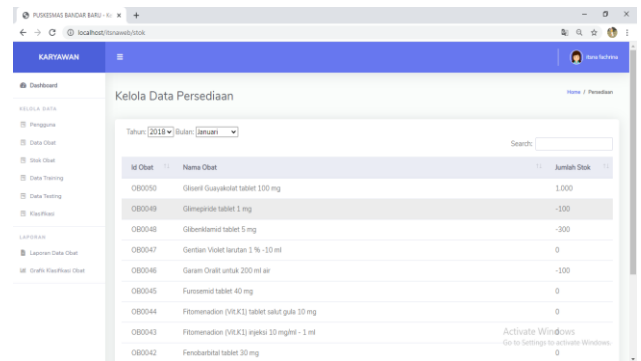 PUSKESMAS BANDAR BARU - K
localhost/itsnaweb/stok
KARYAWAN
itsna fachrina
Dashboard
Kelola Data Persediaan
Home / Persediaan
KELOLA DATA
Pengguna
Data Obat
Stok Obat
Data Training
Data Testing
Klasifikasi
LAPORAN
Laporan Data Obat
Grafik Klasifikasi Obat
Tahun: 2018 Bulan: Januari
Search:
Id Obat Nama Obat Jumlah Stok
OB0050 Gliseril Guayakolat tablet 100 mg 1.000
OB0049 Glimepiride tablet 1 mg -100
OB0048 Glibenklamid tablet 5 mg -300
OB0047 Gentian Violet larutan 1 % -10 ml 0
OB0046 Garam Oralit untuk 200 ml air -100
OB0045 Furosemid tablet 40 mg 0
OB0044 Fitomenadion (Vit.K1) tablet salut gula 10 mg 0
OB0043 Fitomenadion (Vit.K1) injeksi 10 mg/ml - 1 ml 0
OB0042 Fenobarbital tablet 30 mg 0
Activate Windows
Go to Settings to activate Windows.